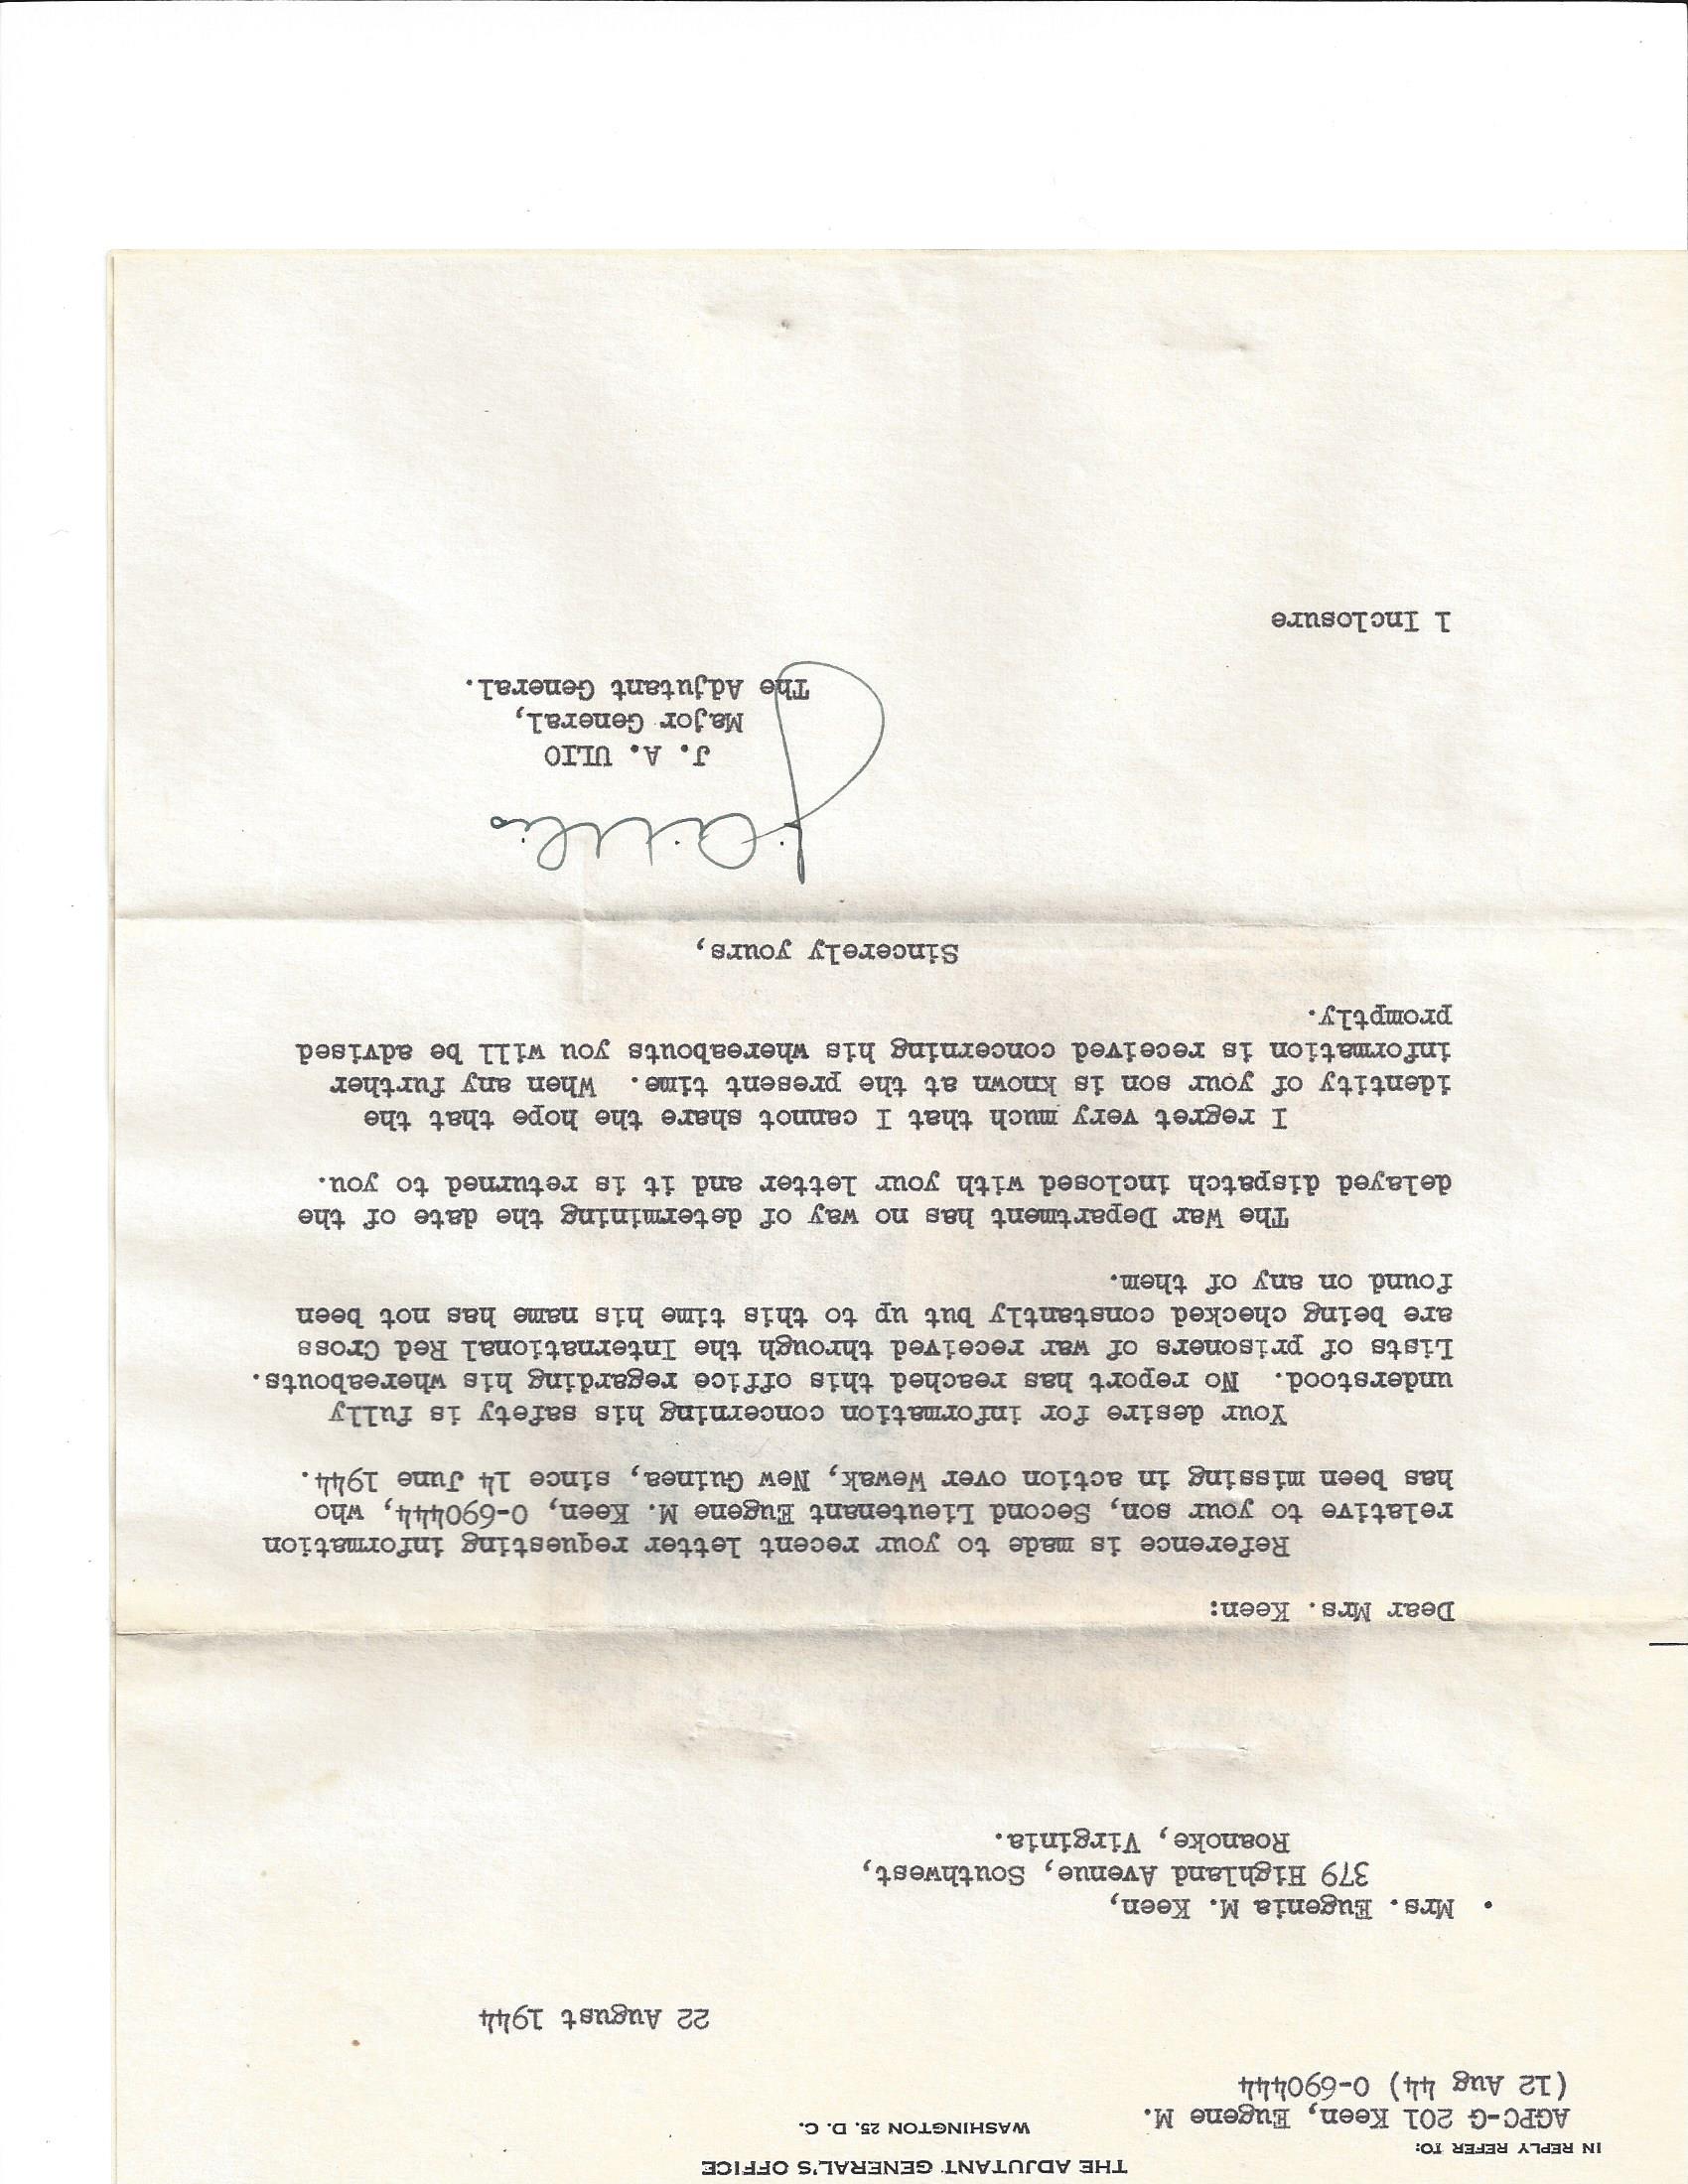 THE ADJUTANT GENERAL'S OFFICE
WASHINGTON 25, D. C.
IN REPLY REFER TO:
AGPC-G 201 Keen, Eugene M.
(12 Aug 44) O-690444
22 August 1944
Mrs. Eugenia M. Keen,
379 Highland Avenue, Southwest,
Roanoke, Virginia.
Dear Mrs. Keen:
Reference is made to your recent letter requesting information
relative to your son, Second Lieutenant Eugene M. Keen, O-690444, who
has been missing in action over Wewak, New Guinea, since 14 June 1944.
Your desire for information concerning his safety is fully
understood. No report has reached this office regarding his whereabouts.
Lists of prisoners of war received through the International Red Cross
are being checked constantly but up to this time his name has not been
found on any of them.
The War Department has no way of determining the date of the
delayed dispatch inclosed with your letter and it is returned to you.
I regret very much that I cannot share the hope that the
identity of your son is known at the present time. When any further
information is received concerning his whereabouts you will be advised
promptly.
Sincerely yours,
J A Ulio
J. A. ULIO
Major General,
The Adjutant General.
1 Inclosure